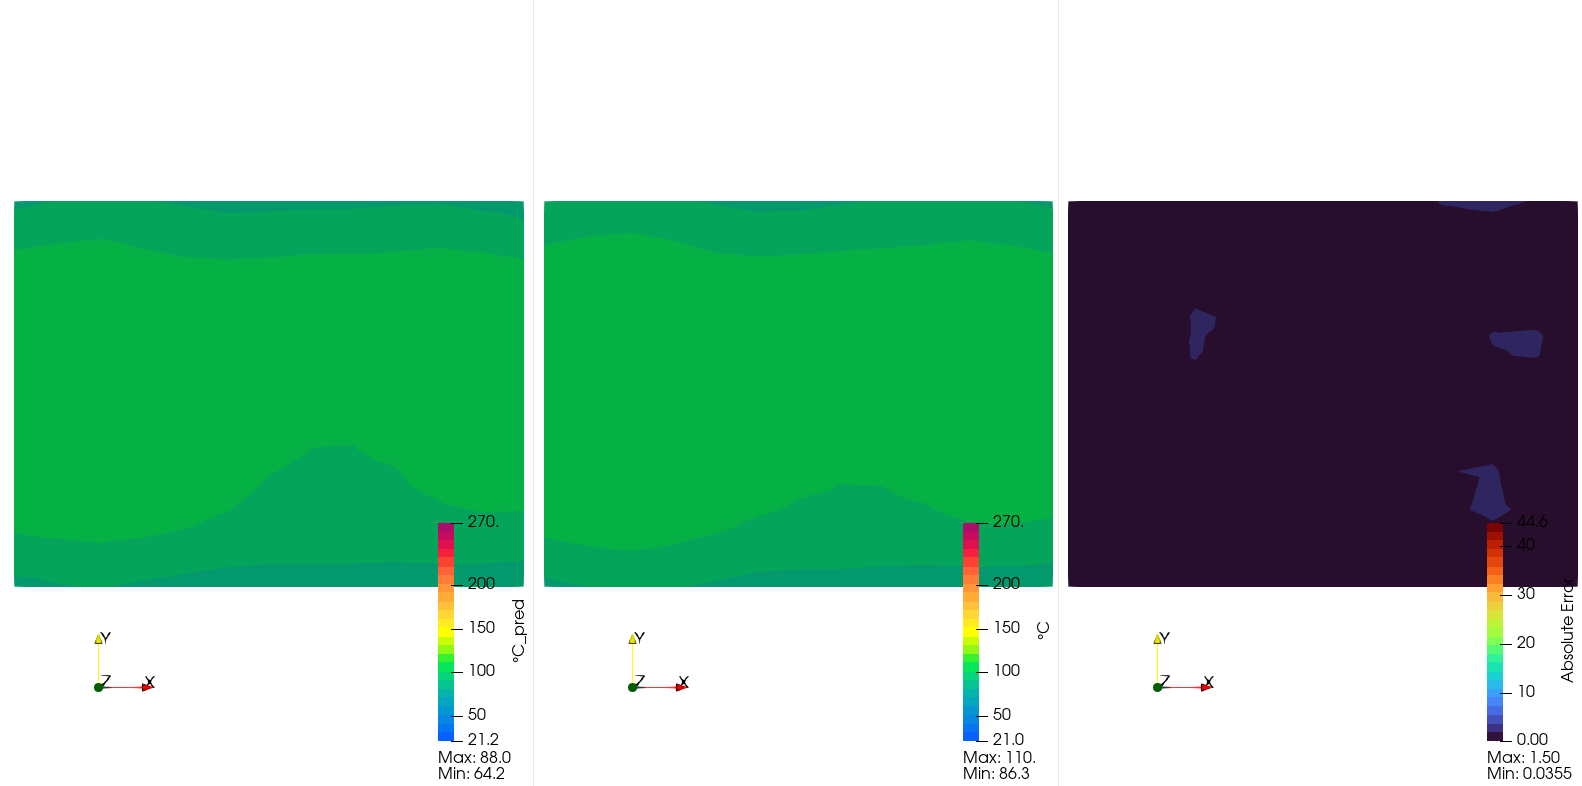 270.
200
150
100
50
21.2
°C_pred
Max: 88.0
Min: 64.2
Y
Z
X
270.
200
150
100
50
21.0
°C
Max: 110.
Min: 86.3
Y
Z
X
44.6
40
30
20
10
0.00
Absolute Error
Max: 1.50
Min: 0.0355
Y
Z
X